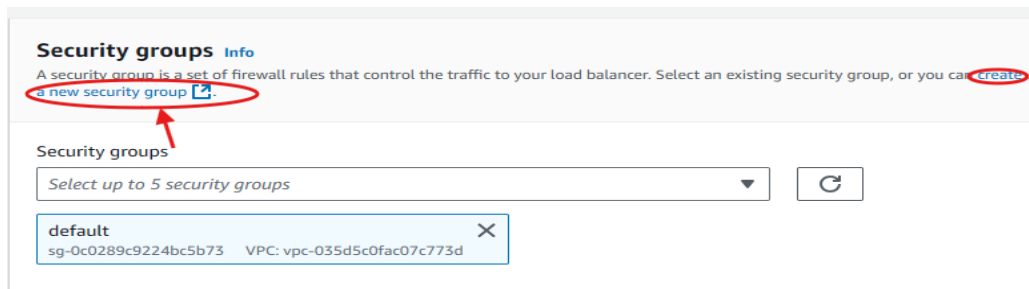 Security groups Info
A security group is a set of firewall rules that control the traffic to your load balancer. Select an existing security group, or you can create
a new security group.
Security groups
Select up to 5 security groups
default
sg-0c0289c9224bc5b73 VPC: vpc-035d5c0fac07c773d